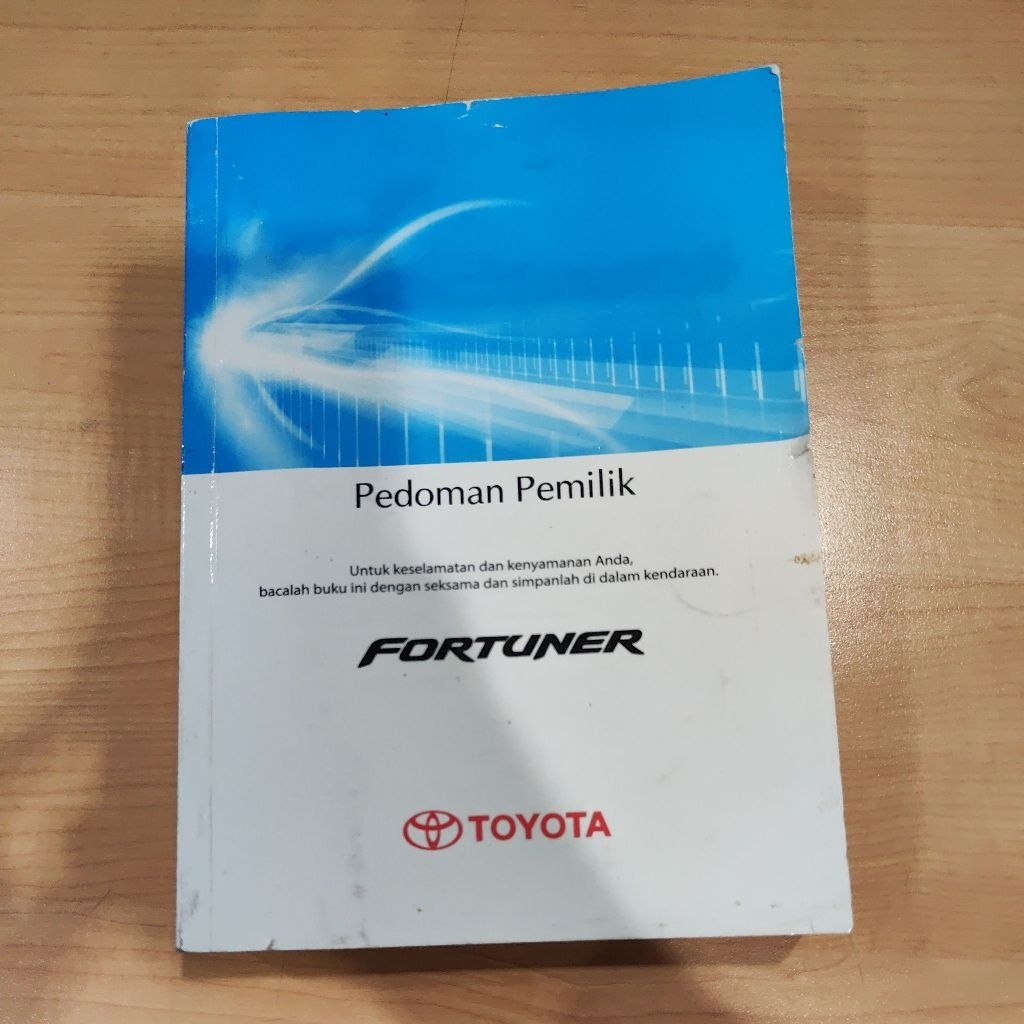 Pedoman Pemilik
Untuk keselamatan dan kenyamanan Anda,
bacalah buku ini dengan seksama dan simpanlah di dalam kendaraan.
FORTUNER
TOYOTA